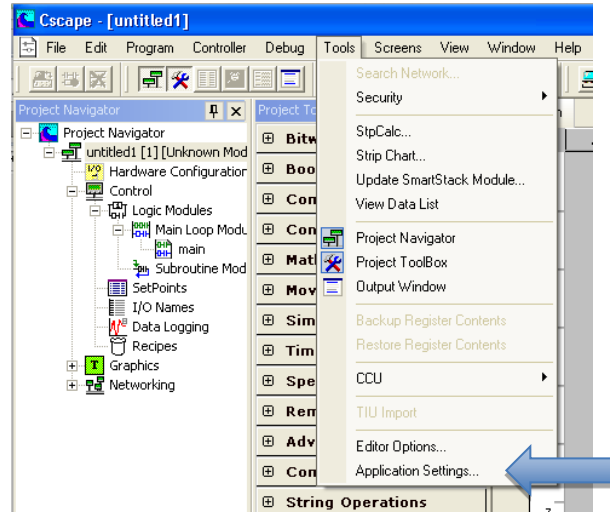 Cscape - [untitled1]
File Edit Program Controller Debug Tools Screens View Window Help
Project Navigator
Project Navigator
untitled1 [1] [Unknown Mod
Hardware Configuration
Control
Logic Modules
Main Loop Modu
main
Subroutine Mod
SetPoints
I/O Names
Data Logging
Recipes
Graphics
Networking
Project To
Bitw
Boo
Con
Mat
Mov
Sim
Tim
Spe
Rem
Adv
Con
String Operations
Search Network...
Security
StpCalc...
Strip Chart...
Update SmartStack Module...
View Data List
Project Navigator
Project ToolBox
Output Window
Backup Register Contents
Restore Register Contents
CCU
TIU Import
Editor Options...
Application Settings...